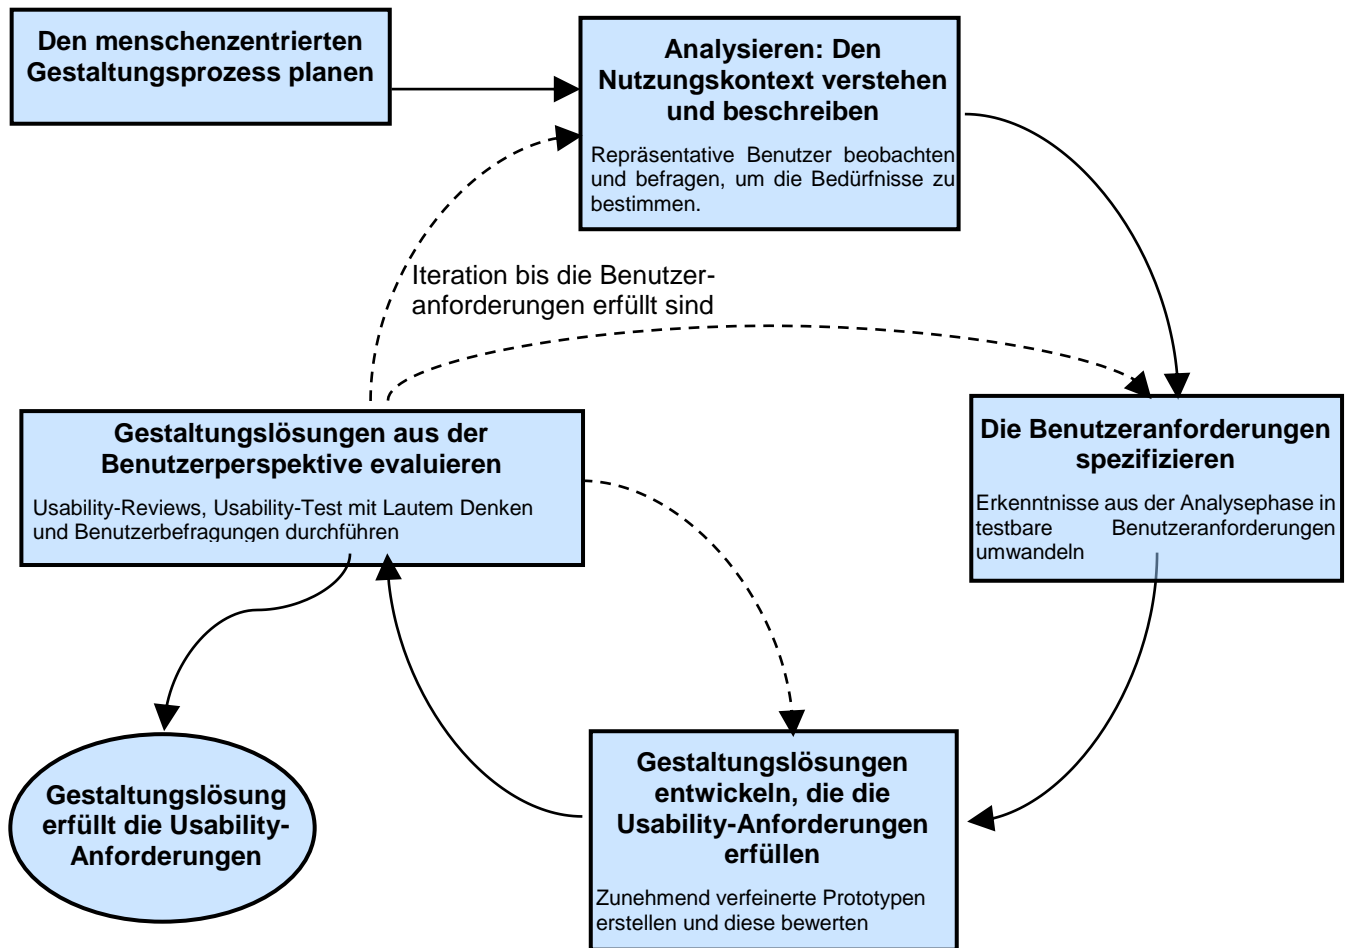 Den menschenzentrierten
Gestaltungsprozess planen
Analysieren: Den
Nutzungskontext verstehen
und beschreiben
Repräsentative Benutzer beobachten
und befragen, um die Bedürfnisse zu
bestimmen.
Iteration bis die Benutzer-
anforderungen erfüllt sind
Gestaltungslösungen aus der
Benutzerperspektive evaluieren
Usability-Reviews, Usability-Test mit Lautem Denken
und Benutzerbefragungen durchführen
Die Benutzeranforderungen
spezifizieren
Erkenntnisse aus der Analysephase in
testbare Benutzeranforderungen
umwandeln
Gestaltungslösung
erfüllt die Usability-
Anforderungen
Gestaltungslösungen
entwickeln, die die
Usability-Anforderungen
erfüllen
Zunehmend verfeinerte Prototypen
erstellen und diese bewerten